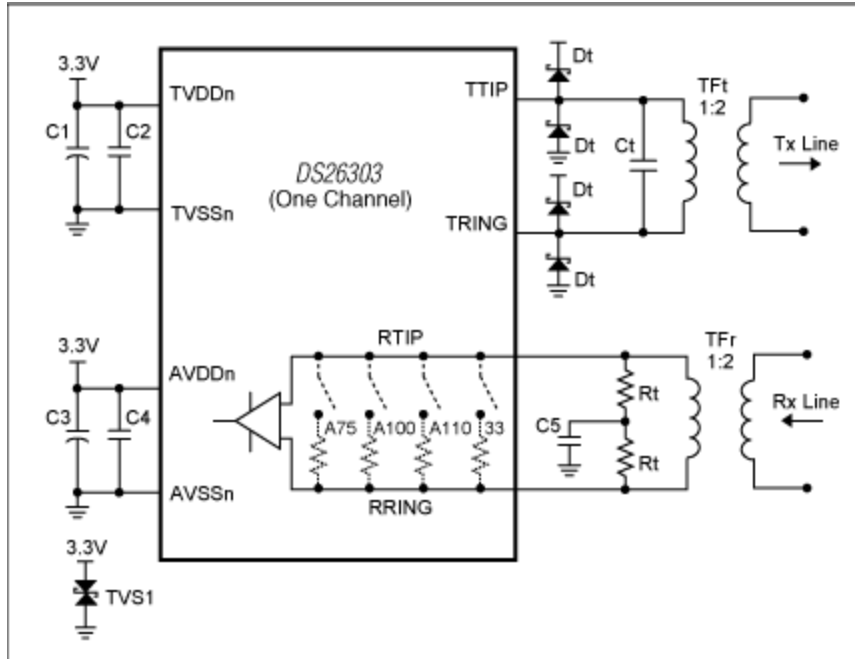 3.3V
C1
C2
TVDDn
TVSSn
DS26303
(One Channel)
TTIP
TRING
Dt
Dt
Dt
Dt
Ct
TFt
1:2
Tx Line
3.3V
C3
C4
AVDDn
AVSSn
RTIP
A75
A100
A110
33
RRING
C5
Rt
Rt
TFr
1:2
Rx Line
3.3V
TVS1